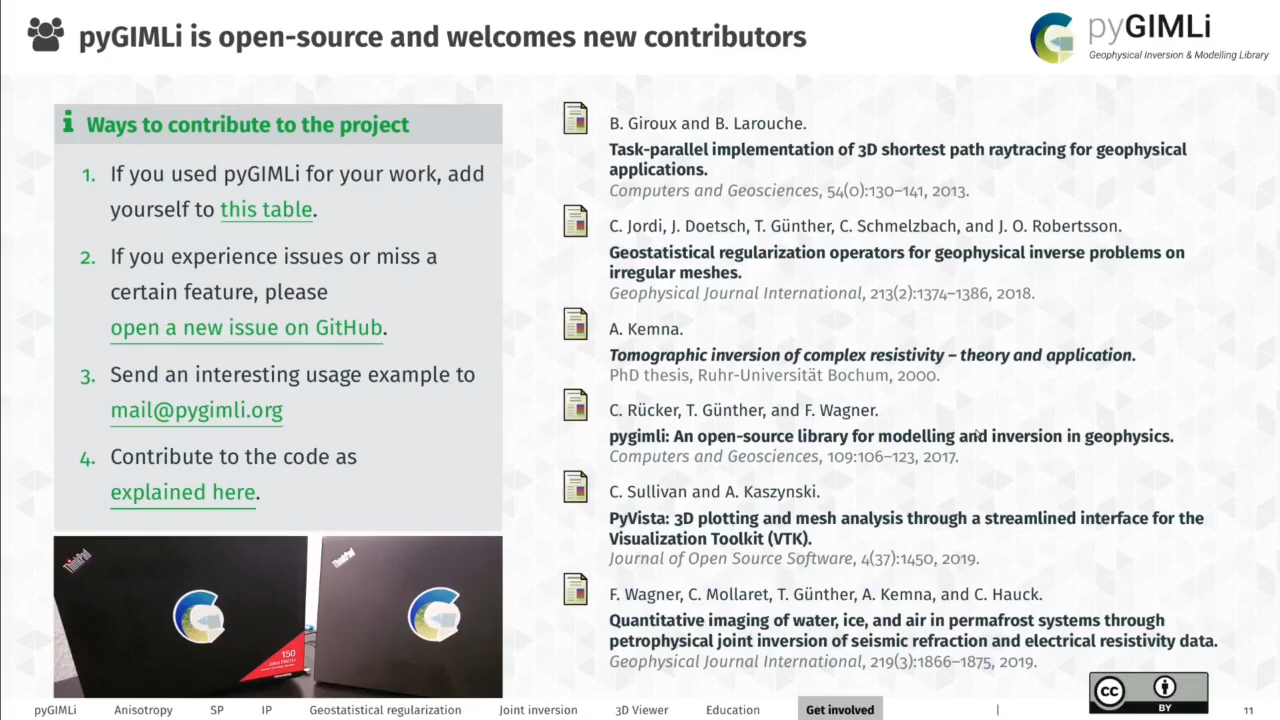 pyGIMLi is open-source and welcomes new contributors
pyGIMLi
Geophysical Inversion & Modelling Library
Ways to contribute to the project
1. If you used pyGIMLi for your work, add
yourself to this table.
2. If you experience issues or miss a
certain feature, please
open a new issue on GitHub.
3. Send an interesting usage example to
mail@pygimli.org
4. Contribute to the code as
explained here.
ThinkPad
ThinkPad
150
B. Giroux and B. Larouche.
Task-parallel implementation of 3D shortest path raytracing for geophysical
applications.
Computers and Geosciences, 54(0):130–141, 2013.
C. Jordi, J. Doetsch, T. Günther, C. Schmelzbach, and J. O. Robertsson.
Geostatistical regularization operators for geophysical inverse problems on
irregular meshes.
Geophysical Journal International, 213(2):1374–1386, 2018.
A. Kemna.
Tomographic inversion of complex resistivity – theory and application.
PhD thesis, Ruhr-Universität Bochum, 2000.
C. Rücker, T. Günther, and F. Wagner.
pygimli: An open-source library for modelling and inversion in geophysics.
Computers and Geosciences, 109:106–123, 2017.
C. Sullivan and A. Kaszynski.
PyVista: 3D plotting and mesh analysis through a streamlined interface for the
Visualization Toolkit (VTK).
Journal of Open Source Software, 4(37):1450, 2019.
F. Wagner, C. Mollaret, T. Günther, A. Kemna, and C. Hauck.
Quantitative imaging of water, ice, and air in permafrost systems through
petrophysical joint inversion of seismic refraction and electrical resistivity data.
Geophysical Journal International, 219(3):1866–1875, 2019.
cc BY
pyGIMLi Anisotropy SP IP Geostatistical regularization Joint inversion 3D Viewer Education Get involved | 11